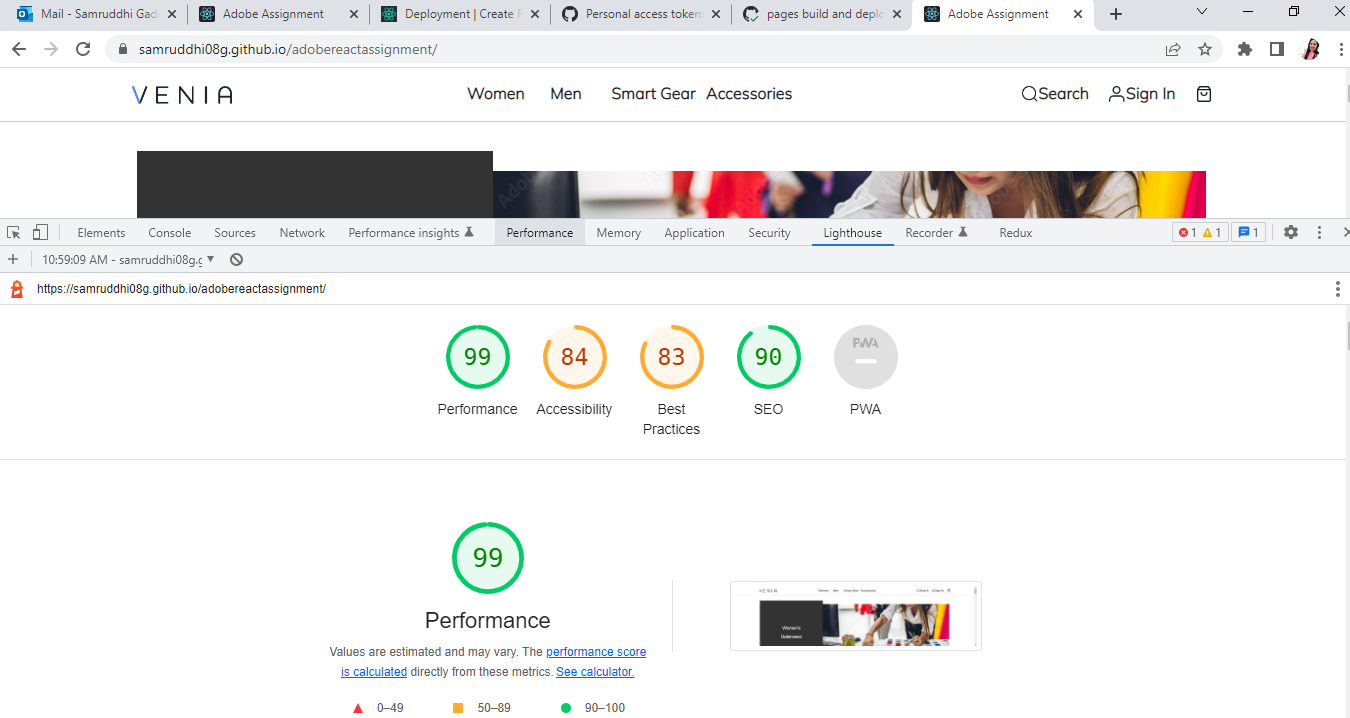 Mail - Samruddhi Gad
Adobe Assignment
Deployment | Create R
Personal access token
pages build and deplo
Adobe Assignment
samruddhi08g.github.io/adobereactassignment/
VENIA
Women Men Smart Gear Accessories
Search Sign In
Elements Console Sources Network Performance insights Performance Memory Application Security Lighthouse Recorder Redux 1 1 1
10:59:09 AM - samruddhi08g.g
https://samruddhi08g.github.io/adobereactassignment/
99 84 83 90 PWA
Performance Accessibility Best Practices SEO PWA
99
VENIA
Women's
Outerwear
Performance
Values are estimated and may vary. The performance score
is calculated directly from these metrics. See calculator.
0–49 50–89 90–100